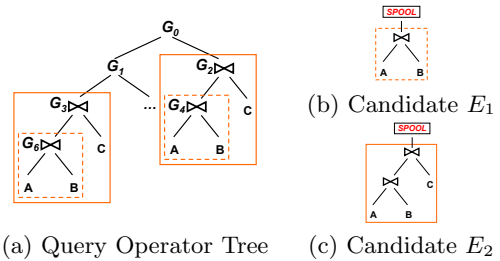 G0
G1
G2
G3
...
G4
C
G6
C
A
B
A
B
(a) Query Operator Tree
SPOOL
A
B
(b) Candidate E1
SPOOL
C
A
B
(c) Candidate E2